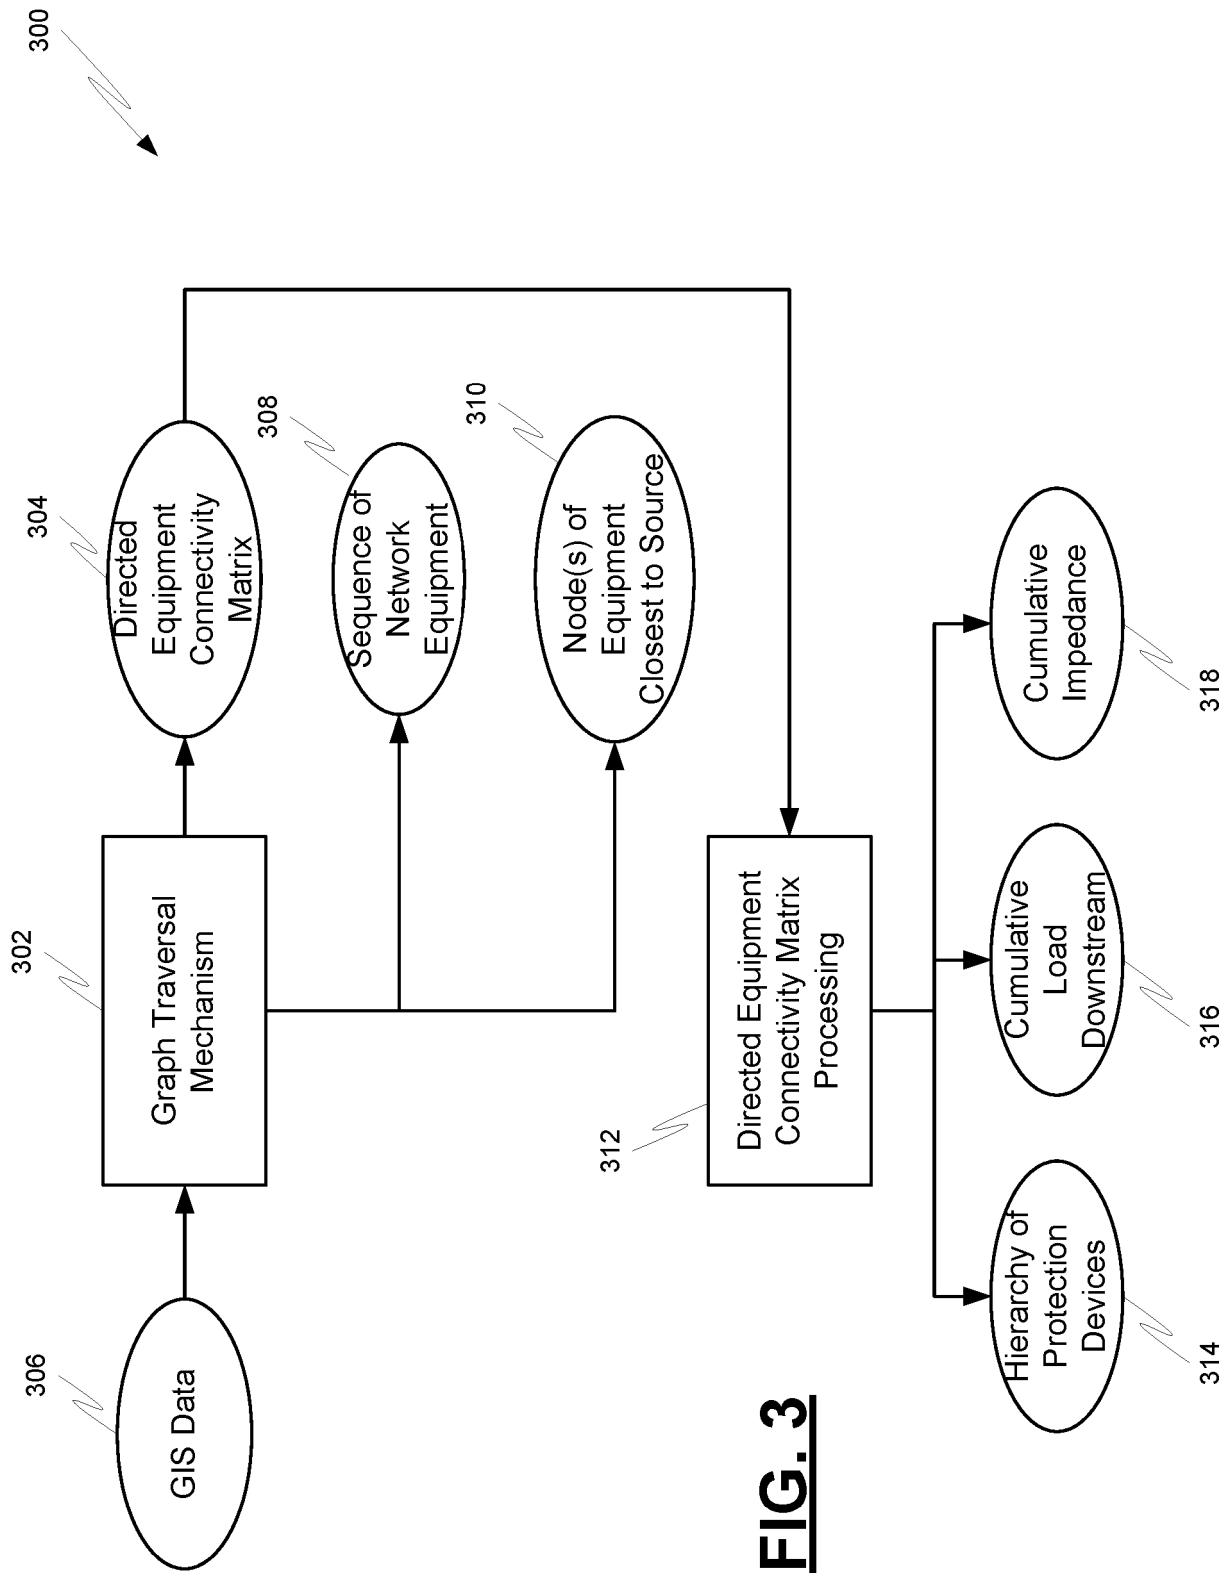 300
306
GIS Data
302
Graph Traversal
Mechanism
304
Directed
Equipment
Connectivity
Matrix
308
Sequence of
Network
Equipment
310
Node(s) of
Equipment
Closest to Source
312
Directed Equipment
Connectivity Matrix
Processing
Hierarchy of
Protection
Devices
314
Cumulative
Load
Downstream
316
Cumulative
Impedance
318
FIG. 3